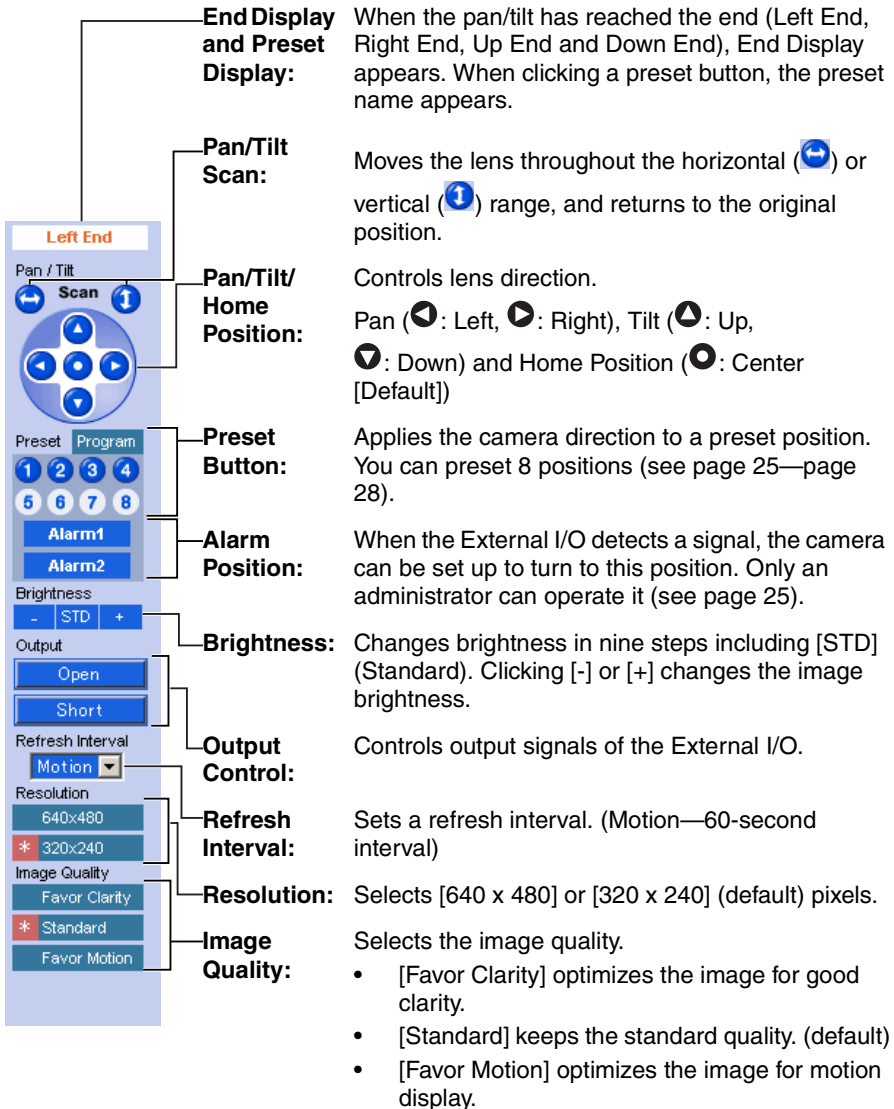 End Display and Preset Display:
When the pan/tilt has reached the end (Left End, Right End, Up End and Down End), End Display appears. When clicking a preset button, the preset name appears.
Pan/Tilt Scan:
Moves the lens throughout the horizontal ( ) or vertical ( ) range, and returns to the original position.
Pan/Tilt/ Home Position:
Controls lens direction.
Pan ( : Left, : Right), Tilt ( : Up, : Down) and Home Position ( : Center [Default])
Preset Button:
Applies the camera direction to a preset position. You can preset 8 positions (see page 25—page 28).
Alarm Position:
When the External I/O detects a signal, the camera can be set up to turn to this position. Only an administrator can operate it (see page 25).
Brightness:
Changes brightness in nine steps including [STD] (Standard). Clicking [-] or [+] changes the image brightness.
Output Control:
Controls output signals of the External I/O.
Refresh Interval:
Sets a refresh interval. (Motion—60-second interval)
Resolution:
Selects [640 x 480] or [320 x 240] (default) pixels.
Image Quality:
Selects the image quality.
• [Favor Clarity] optimizes the image for good clarity.
• [Standard] keeps the standard quality. (default)
• [Favor Motion] optimizes the image for motion display.
Left End
Pan / Tilt
Scan
Preset Program
1 2 3 4
5 6 7 8
Alarm1
Alarm2
Brightness
- STD +
Output
Open
Short
Refresh Interval
Motion
Resolution
640x480
* 320x240
Image Quality
Favor Clarity
* Standard
Favor Motion